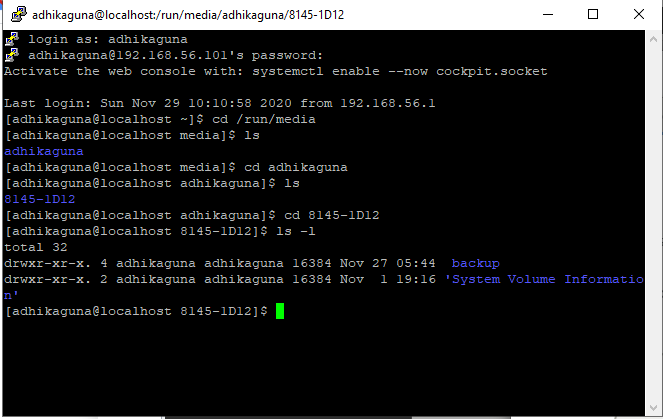 adhikaguna@localhost:/run/media/adhikaguna/8145-1D12
login as: adhikaguna
adhikaguna@192.168.56.101's password:
Activate the web console with: systemctl enable --now cockpit.socket
Last login: Sun Nov 29 10:10:58 2020 from 192.168.56.1
[adhikaguna@localhost ~]$ cd /run/media
[adhikaguna@localhost media]$ ls
adhikaguna
[adhikaguna@localhost media]$ cd adhikaguna
[adhikaguna@localhost adhikaguna]$ ls
8145-1D12
[adhikaguna@localhost adhikaguna]$ cd 8145-1D12
[adhikaguna@localhost 8145-1D12]$ ls -l
total 32
drwxr-xr-x. 4 adhikaguna adhikaguna 16384 Nov 27 05:44  backup
drwxr-xr-x. 2 adhikaguna adhikaguna 16384 Nov  1 19:16 'System Volume Informatio
n'
[adhikaguna@localhost 8145-1D12]$